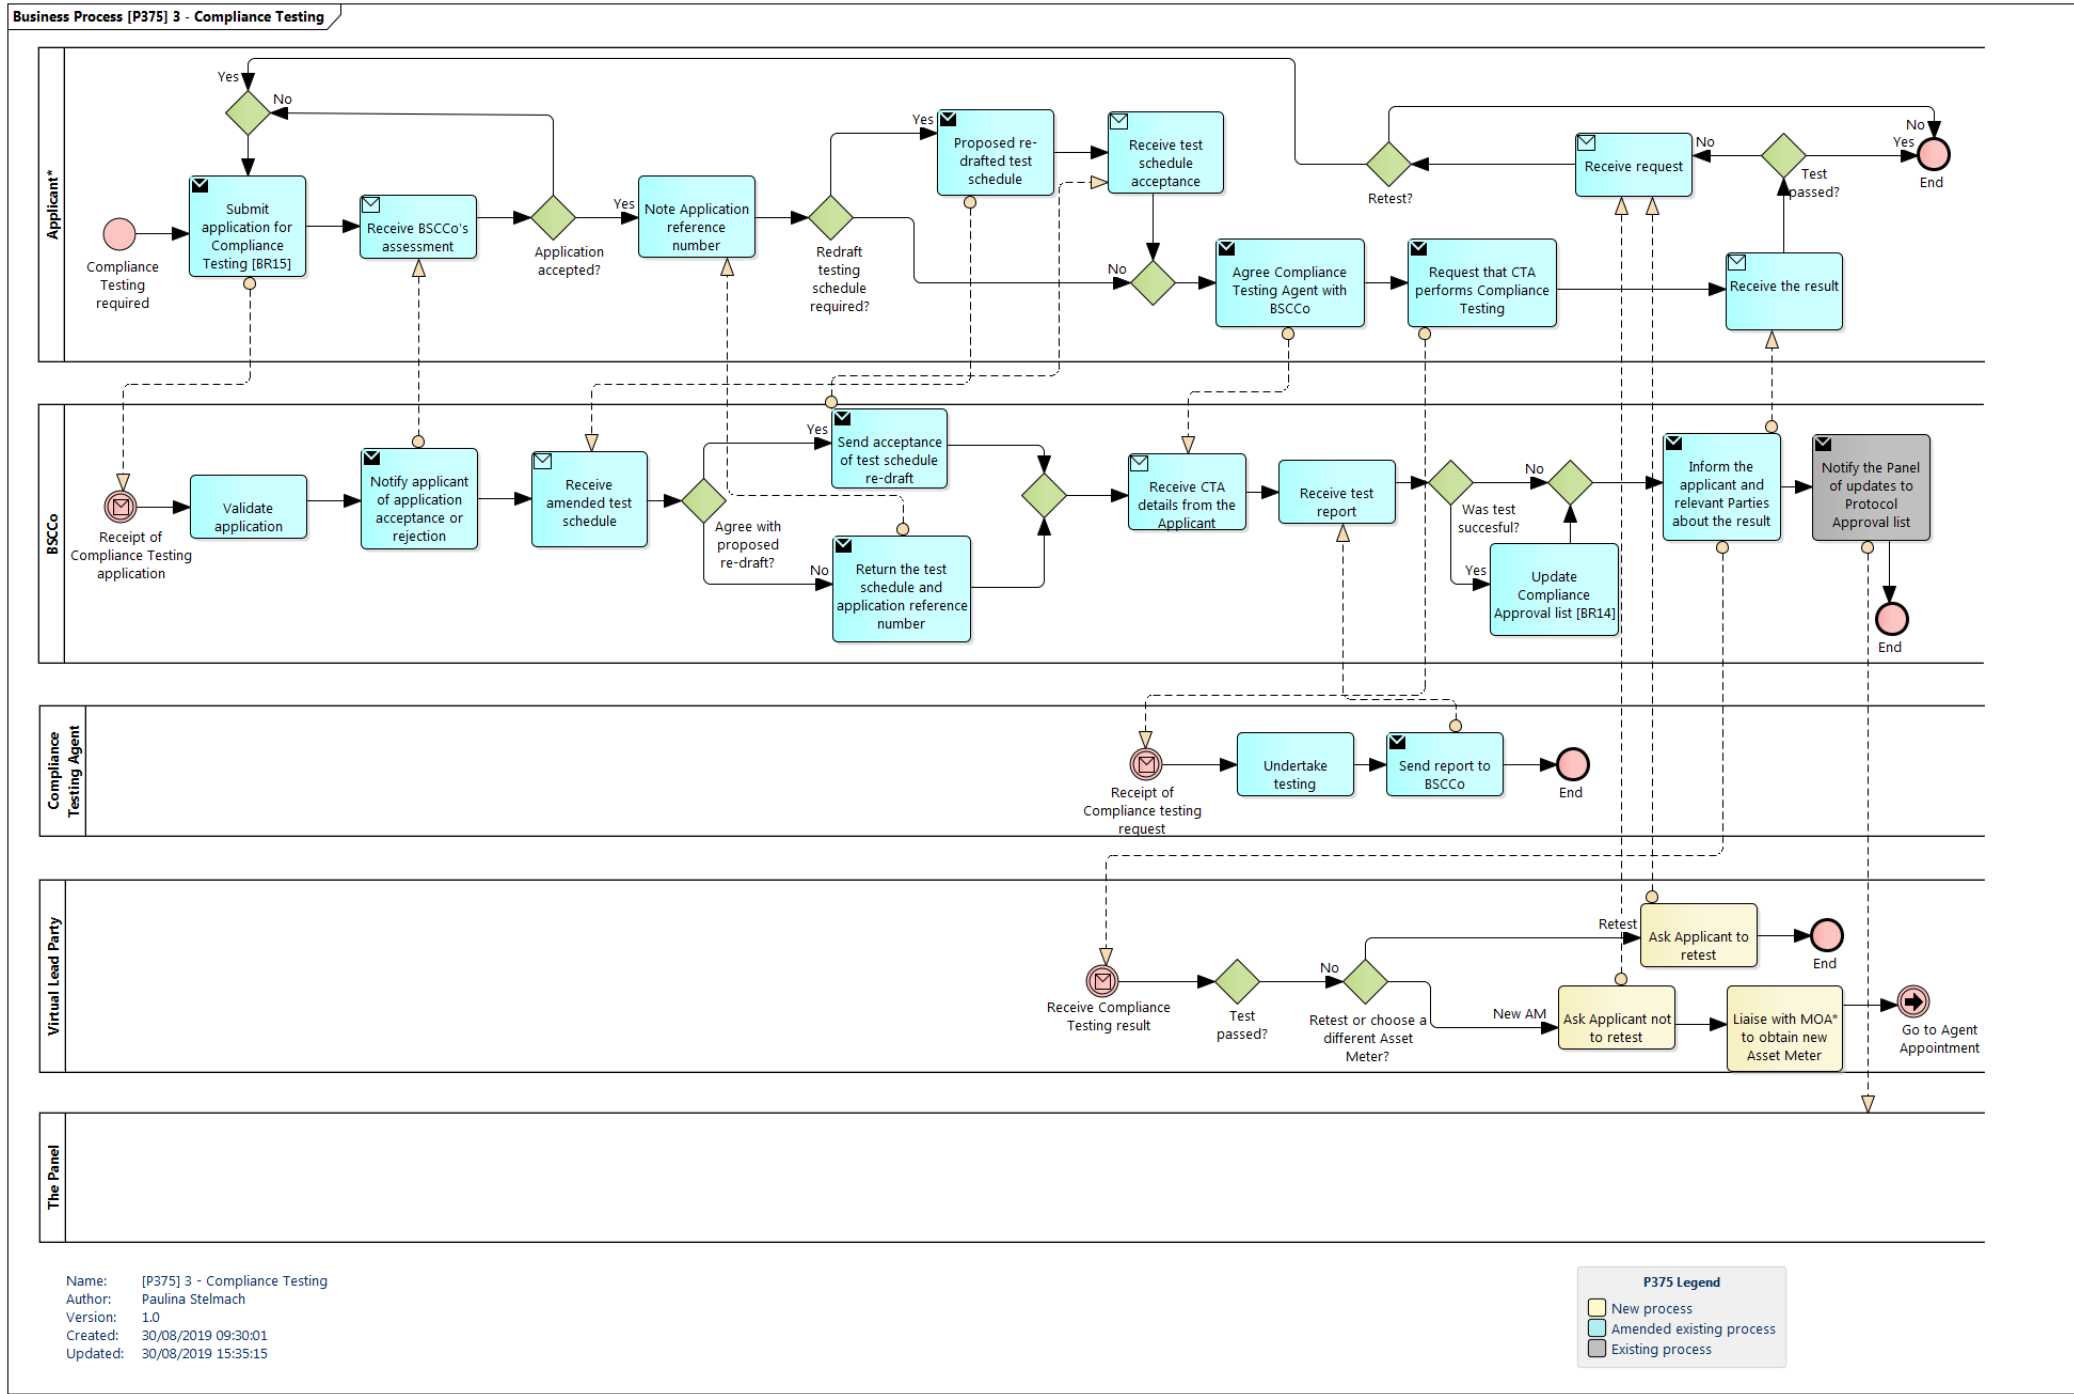 Business Process [P375] 3 - Compliance Testing
Applicant*
Yes
No
Compliance
Testing
required
Submit
application for
Compliance
Testing [BR15]
Receive BSCCo's
assessment
Application
accepted?
Yes
Note Application
reference
number
Redraft
testing
schedule
required?
Yes
Proposed re-
drafted test
schedule
Receive test
schedule
acceptance
No
Agree Compliance
Testing Agent with
BSCCo
Request that CTA
performs Compliance
Testing
Retest?
Receive request
No
Test
passed?
Receive the result
No
Yes
End
BSCCo
Receipt of
Compliance Testing
application
Validate
application
Notify applicant
of application
acceptance or
rejection
Receive
amended test
schedule
Agree with
proposed
re-draft?
Yes
Send acceptance
of test schedule
re-draft
No
Return the test
schedule and
application reference
number
Receive CTA
details from the
Applicant
Receive test
report
Was test
succesful?
No
Yes
Update
Compliance
Approval list [BR14]
Inform the
applicant and
relevant Parties
about the result
Notify the Panel
of updates to
Protocol
Approval list
End
Compliance
Testing Agent
Receipt of
Compliance testing
request
Undertake
testing
Send report to
BSCCo
End
Virtual Lead Party
Receive Compliance
Testing result
Test
passed?
No
Retest or choose a
different Asset
Meter?
Retest
Ask Applicant to
retest
End
New AM
Ask Applicant not
to retest
Liaise with MOA*
to obtain new
Asset Meter
Go to Agent
Appointment
The Panel
Name: [P375] 3 - Compliance Testing
Author: Paulina Stelmach
Version: 1.0
Created: 30/08/2019 09:30:01
Updated: 30/08/2019 15:35:15
P375 Legend
New process
Amended existing process
Existing process